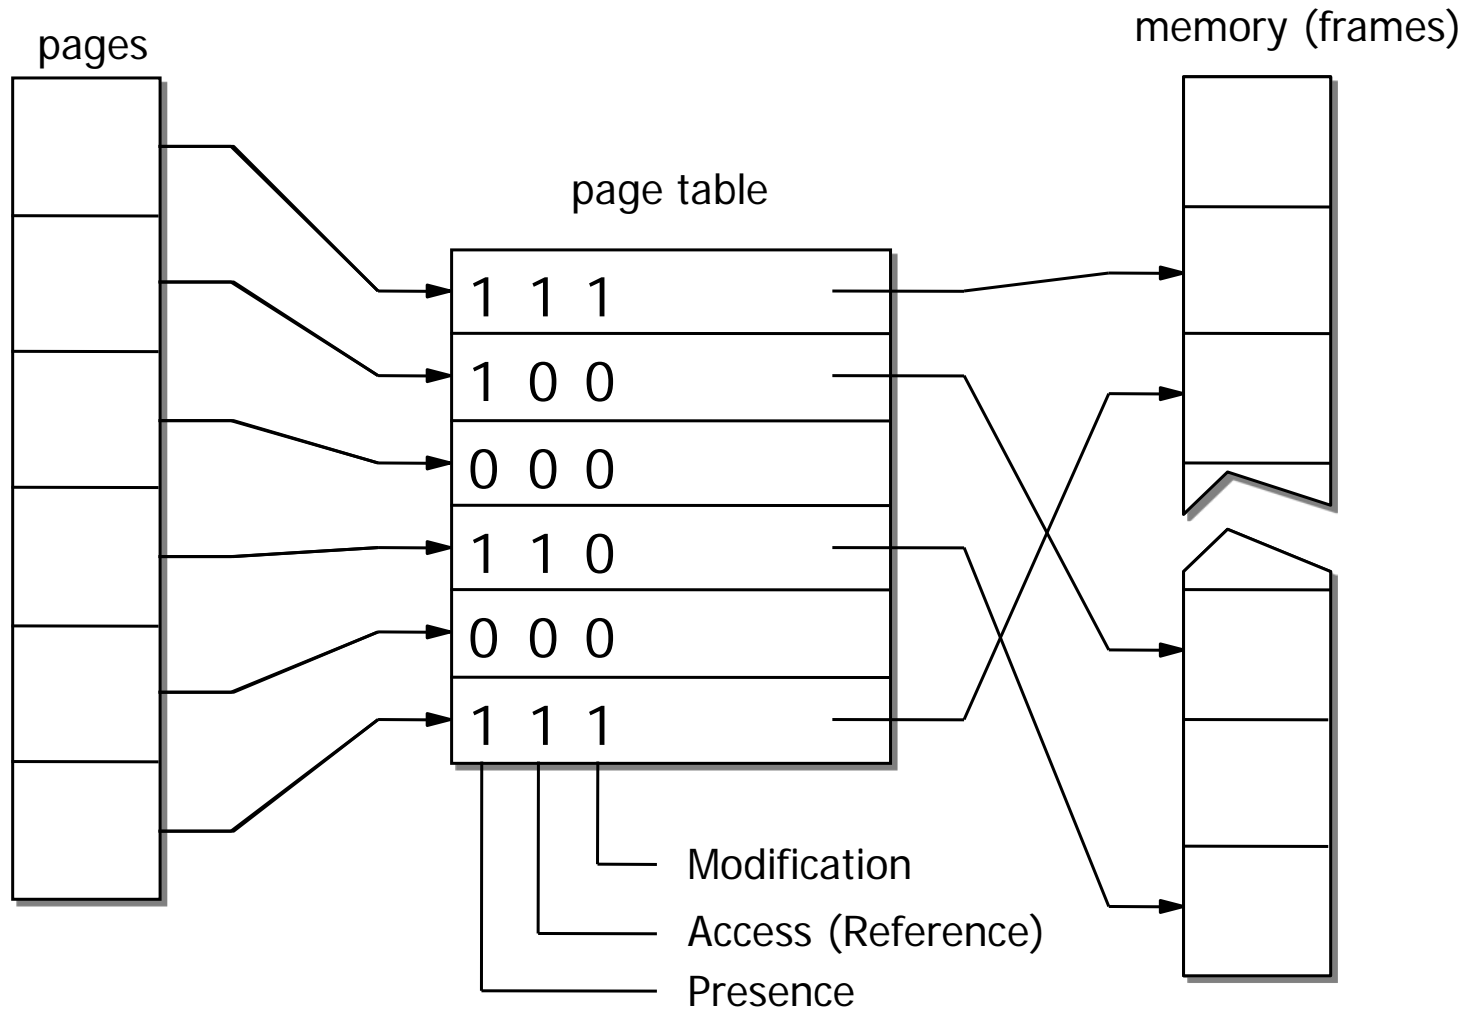 pages
memory (frames)
page table
1 1 1
1 0 0
0 0 0
1 1 0
0 0 0
1 1 1
Modification
Access (Reference)
Presence